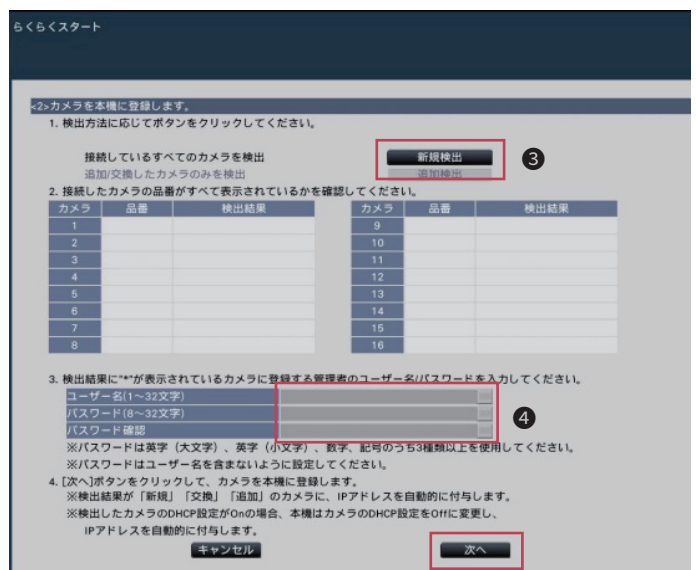 らくらくスタート
<2>カメラを本機に登録します。
1. 検出方法に応じてボタンをクリックしてください。
接続しているすべてのカメラを検出 新規検出 ❸
追加/交換したカメラのみを検出 追加検出
2. 接続したカメラの品番がすべて表示されているかを確認してください。
カメラ 品番 検出結果 カメラ 品番 検出結果
1 9
2 10
3 11
4 12
5 13
6 14
7 15
8 16
3. 検出結果に"*"が表示されているカメラに登録する管理者のユーザー名/パスワードを入力してください。
ユーザー名(1～32文字)
パスワード(8～32文字) ❹
パスワード確認
※パスワードは英字（大文字）、英字（小文字）、数字、記号のうち3種類以上を使用してください。
※パスワードはユーザー名を含まないように設定してください。
4. [次へ]ボタンをクリックして、カメラを本機に登録します。
※検出結果が「新規」「交換」「追加」のカメラに、IPアドレスを自動的に付与します。
※検出したカメラのDHCP設定がOnの場合、本機はカメラのDHCP設定をOffに変更し、
IPアドレスを自動的に付与します。
キャンセル 次へ